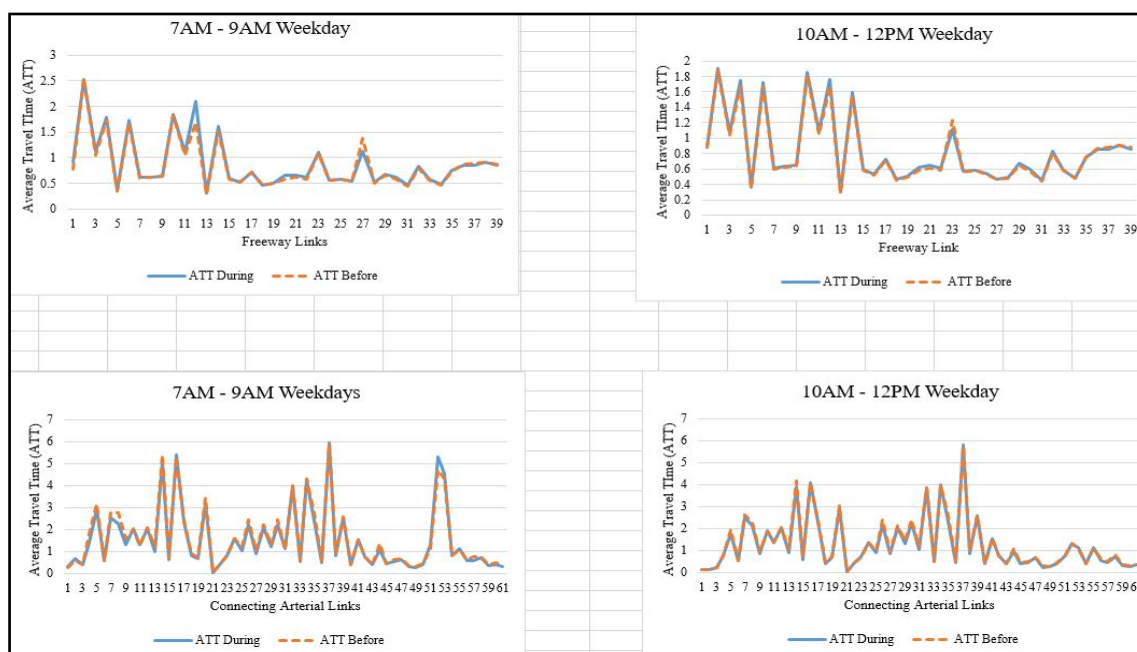 7AM - 9AM Weekday
Average Travel TIme (ATT)
3
2.5
2
1.5
1
0.5
0
1 3 5 7 9 11 13 15 17 19 21 23 25 27 29 31 33 35 37 39
Freeway Links
ATT During ATT Before
10AM - 12PM Weekday
Average Travel TIme (ATT)
2
1.8
1.6
1.4
1.2
1
0.8
0.6
0.4
0.2
0
1 3 5 7 9 11 13 15 17 19 21 23 25 27 29 31 33 35 37 39
Freeway Link
ATT During ATT Before
7AM - 9AM Weekdays
Average Travel Time (ATT)
7
6
5
4
3
2
1
0
1 3 5 7 9 11 13 15 17 19 21 23 25 27 29 31 33 35 37 39 41 43 45 47 49 51 53 55 57 59 61
Connecting Arterial Links
ATT During ATT Before
10AM - 12PM Weekday
Average Travel Time (ATT)
7
6
5
4
3
2
1
0
1 3 5 7 9 11 13 15 17 19 21 23 25 27 29 31 33 35 37 39 41 43 45 47 49 51 53 55 57 59 6
Connecting Arterial Links
ATT During ATT Before